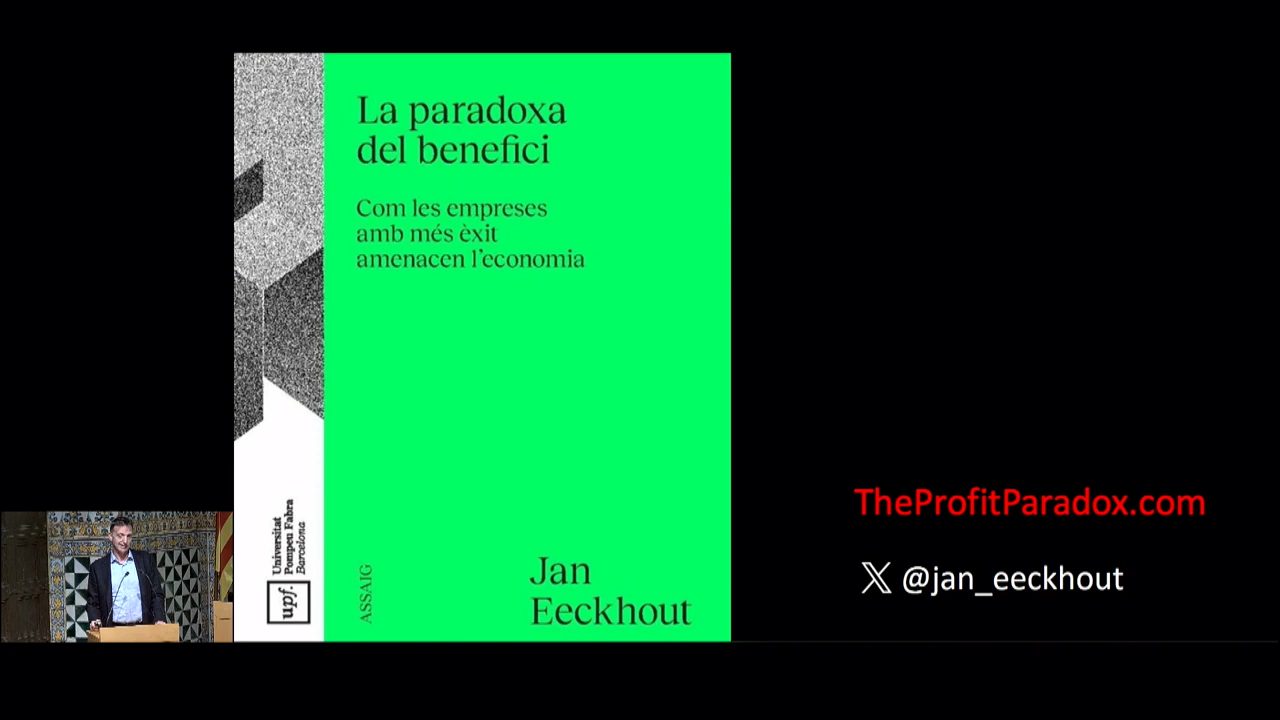 La paradoxa
del benefici
Com les empreses
amb més èxit
amenacen l'economia
Universitat
Pompeu Fabra
Barcelona
upf.
ASSAIG
Jan
Eeckhout
TheProfitParadox.com
X @jan_eeckhout